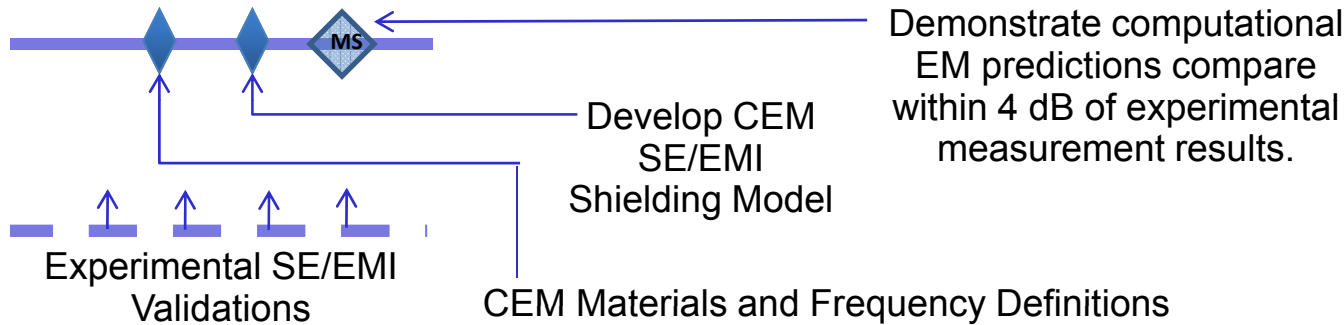 MS
Demonstrate computational
EM predictions compare
within 4 dB of experimental
measurement results.
Develop CEM
SE/EMI
Shielding Model
Experimental SE/EMI
Validations
CEM Materials and Frequency Definitions